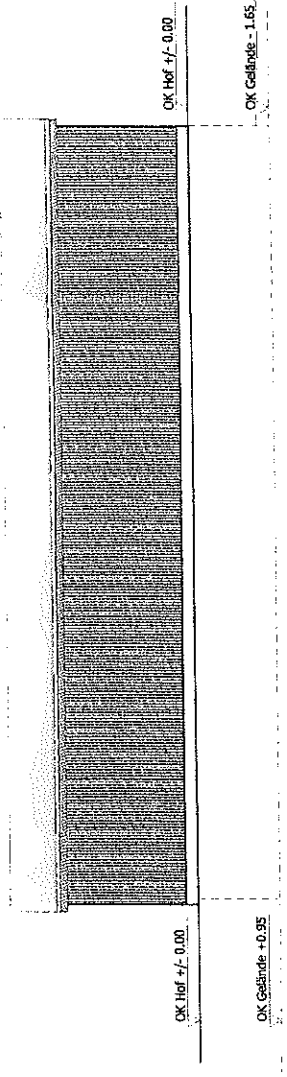 OK Hof +/- 0.00
OK Gelände +0.95
OK Hof +/- 0.00
OK Gelände - 1.65